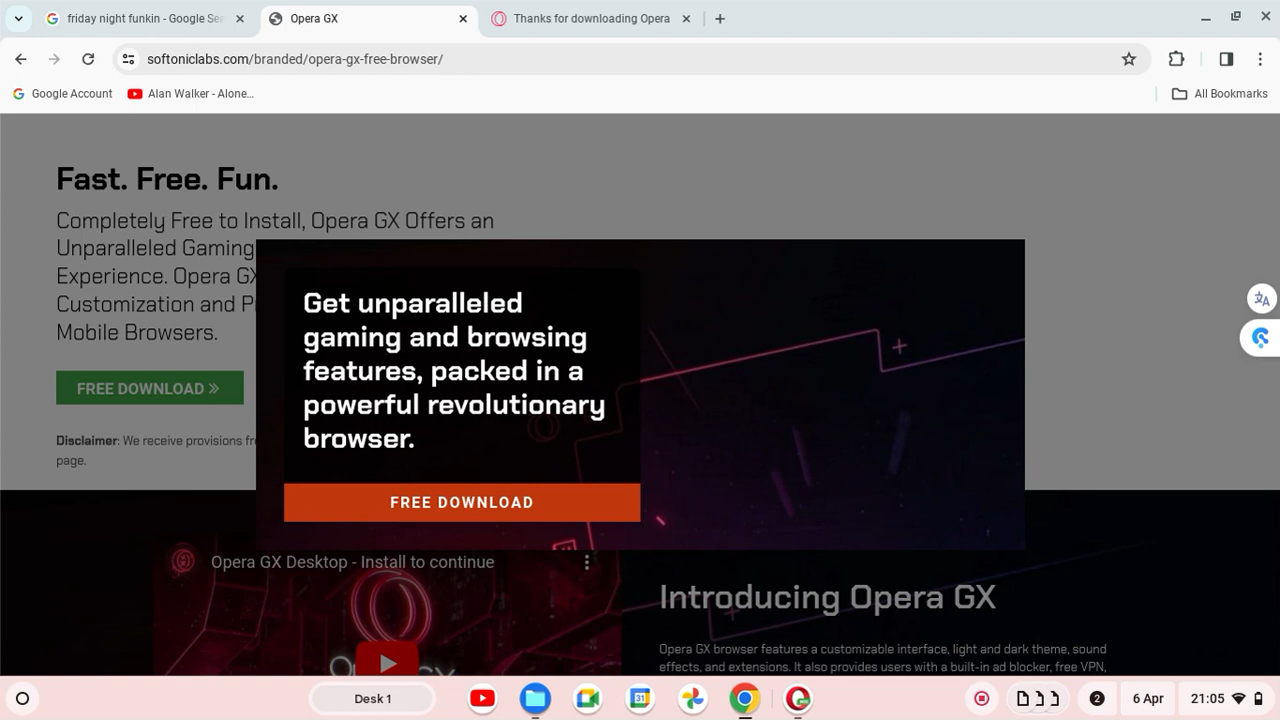 friday night funkin - Google Se
Opera GX
Thanks for downloading Opera
softoniclabs.com/branded/opera-gx-free-browser/
Google Account
Alan Walker - Alone...
All Bookmarks
Fast. Free. Fun.
Completely Free to Install, Opera GX Offers an
Unparalleled Gaming
Experience. Opera GX
Customization and P
Mobile Browsers.
FREE DOWNLOAD »
Disclaimer: We receive provisions fr
page.
Get unparalleled
gaming and browsing
features, packed in a
powerful revolutionary
browser.
FREE DOWNLOAD
Opera GX Desktop - Install to continue
Introducing Opera GX
Opera GX browser features a customizable interface, light and dark theme, sound
effects, and extensions. It also provides users with a built-in ad blocker, free VPN,
Desk 1
31
2
6 Apr
21:05